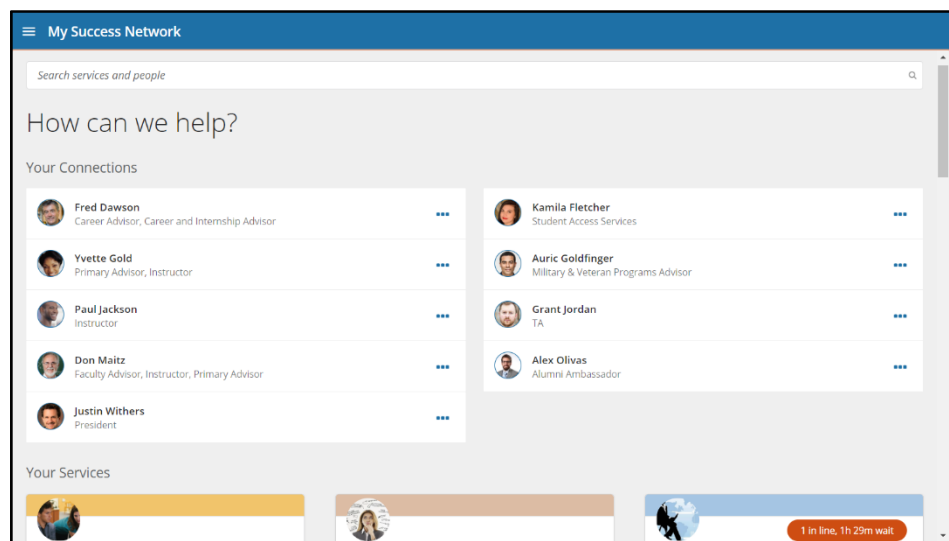 My Success Network
Search services and people
How can we help?
Your Connections
Fred Dawson
Career Advisor, Career and Internship Advisor
Yvette Gold
Primary Advisor, Instructor
Paul Jackson
Instructor
Don Maitz
Faculty Advisor, Instructor, Primary Advisor
Justin Withers
President
Kamila Fletcher
Student Access Services
Auric Goldfinger
Military & Veteran Programs Advisor
Grant Jordan
TA
Alex Olivas
Alumni Ambassador
Your Services
1 in line, 1h 29m wait